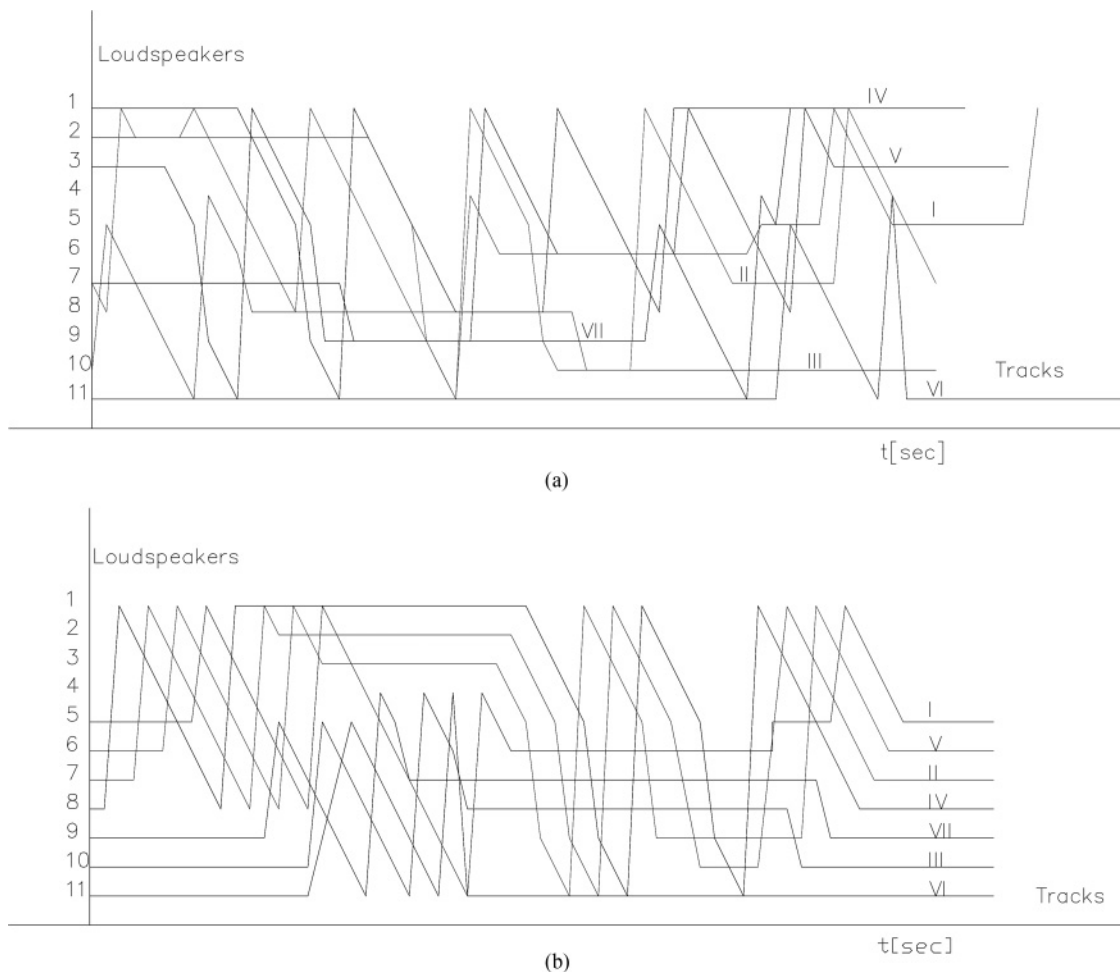 Loudspeakers
1
IV
2
3
V
4
5
I
6
7
II
8
9
VII
10
III
Tracks
11
VI
t[sec]
(a)
Loudspeakers
1
2
3
4
5
I
6
V
7
II
8
IV
9
VII
10
III
11
VI
Tracks
t[sec]
(b)